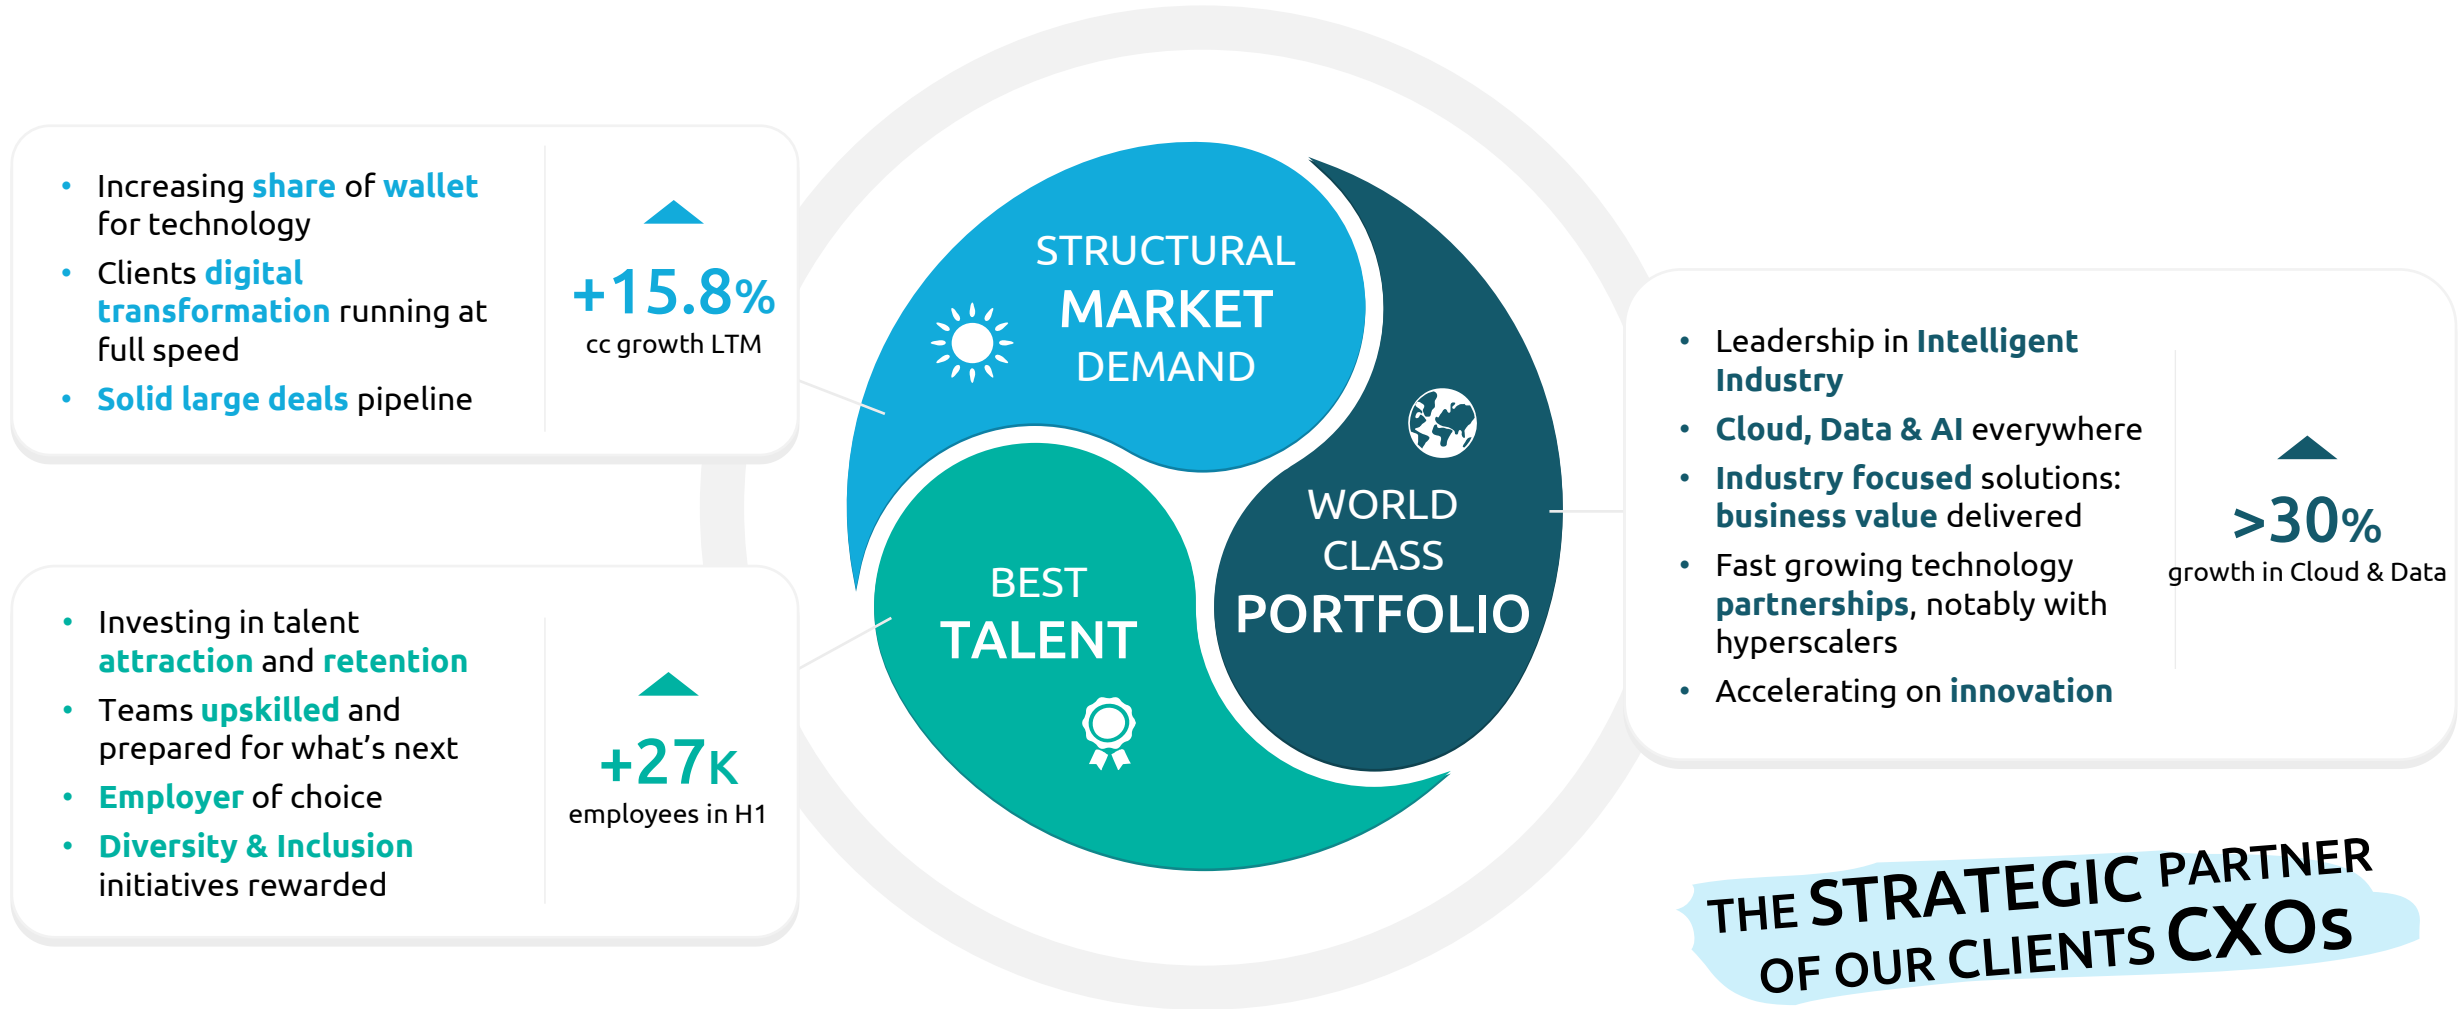 • Increasing share of wallet
for technology
• Clients digital
transformation running at
full speed
• Solid large deals pipeline
+15.8%
cc growth LTM
• Investing in talent
attraction and retention
• Teams upskilled and
prepared for what’s next
• Employer of choice
• Diversity & Inclusion
initiatives rewarded
+27K
employees in H1
STRUCTURAL
MARKET
DEMAND
BEST
TALENT
WORLD
CLASS
PORTFOLIO
• Leadership in Intelligent
Industry
• Cloud, Data & AI everywhere
• Industry focused solutions:
business value delivered
• Fast growing technology
partnerships, notably with
hyperscalers
• Accelerating on innovation
>30%
growth in Cloud & Data
THE STRATEGIC PARTNER
OF OUR CLIENTS CXOs